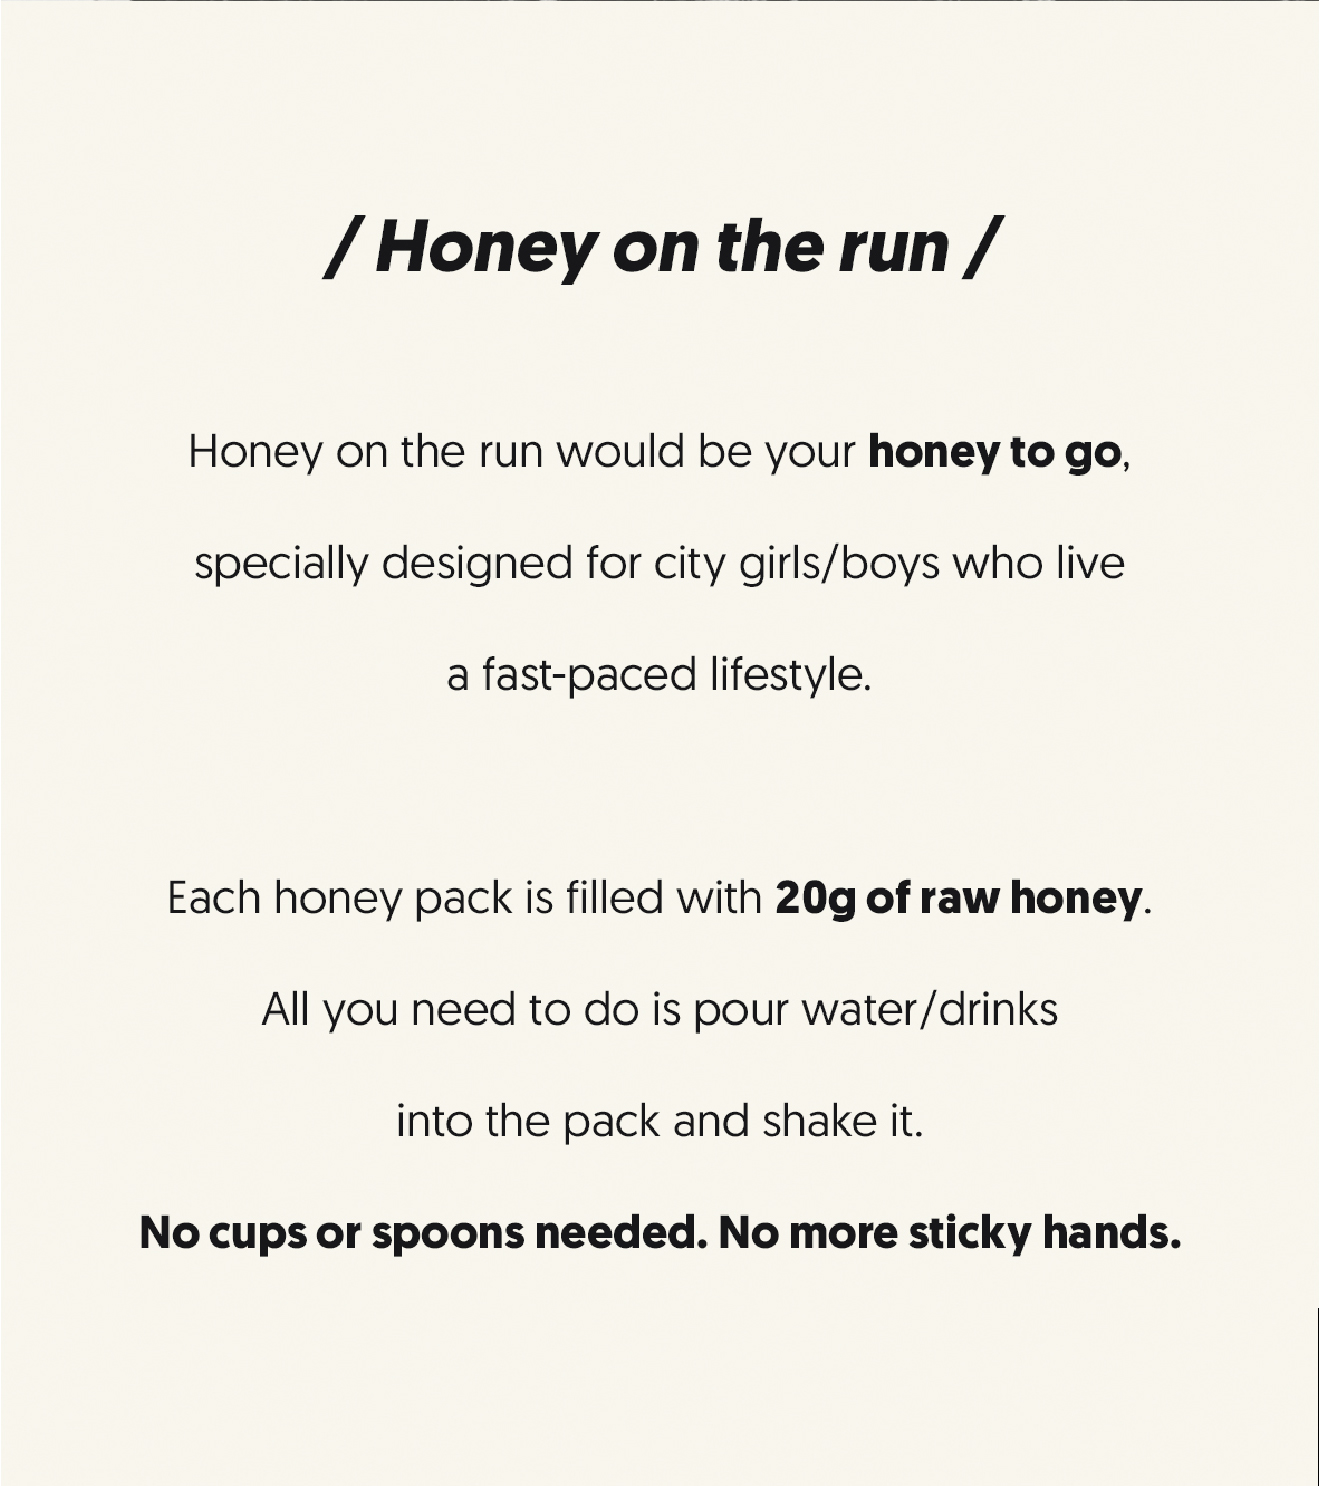 / Honey on the run /
Honey on the run would be your honey to go,
specially designed for city girls/boys who live
a fast-paced lifestyle.
Each honey pack is filled with 20g of raw honey.
All you need to do is pour water/drinks
into the pack and shake it.
No cups or spoons needed. No more sticky hands.